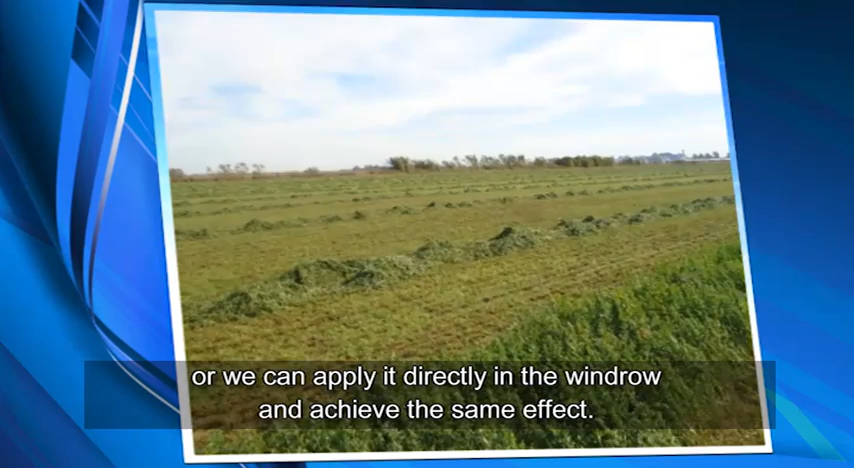 or we can apply it directly in the windrow
and achieve the same effect.